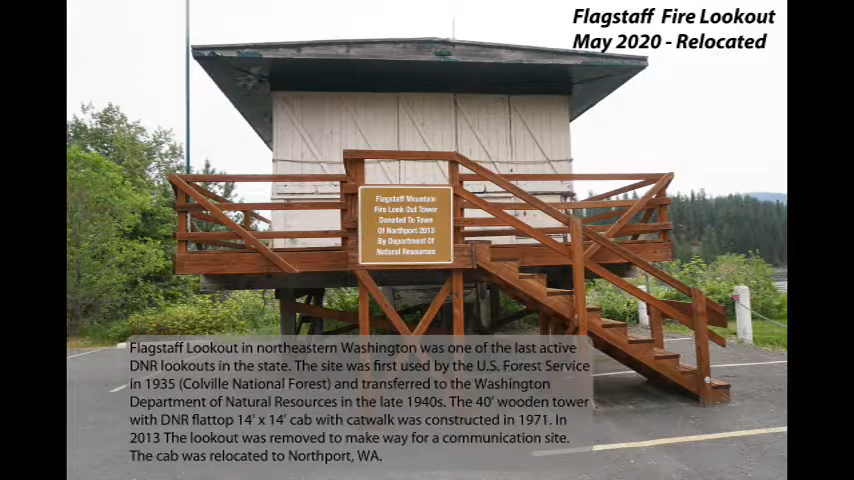 Flagstaff Fire Lookout
May 2020 - Relocated
Flagstaff Mountain
Fire Look Out Tower
Donated To Town
Of Northport 2013
By Department Of
Natural Resources
Flagstaff Lookout in northeastern Washington was one of the last active
DNR lookouts in the state. The site was first used by the U.S. Forest Service
in 1935 (Colville National Forest) and transferred to the Washington
Department of Natural Resources in the late 1940s. The 40' wooden tower
with DNR flattop 14' x 14' cab with catwalk was constructed in 1971. In
2013 The lookout was removed to make way for a communication site.
The cab was relocated to Northport, WA.